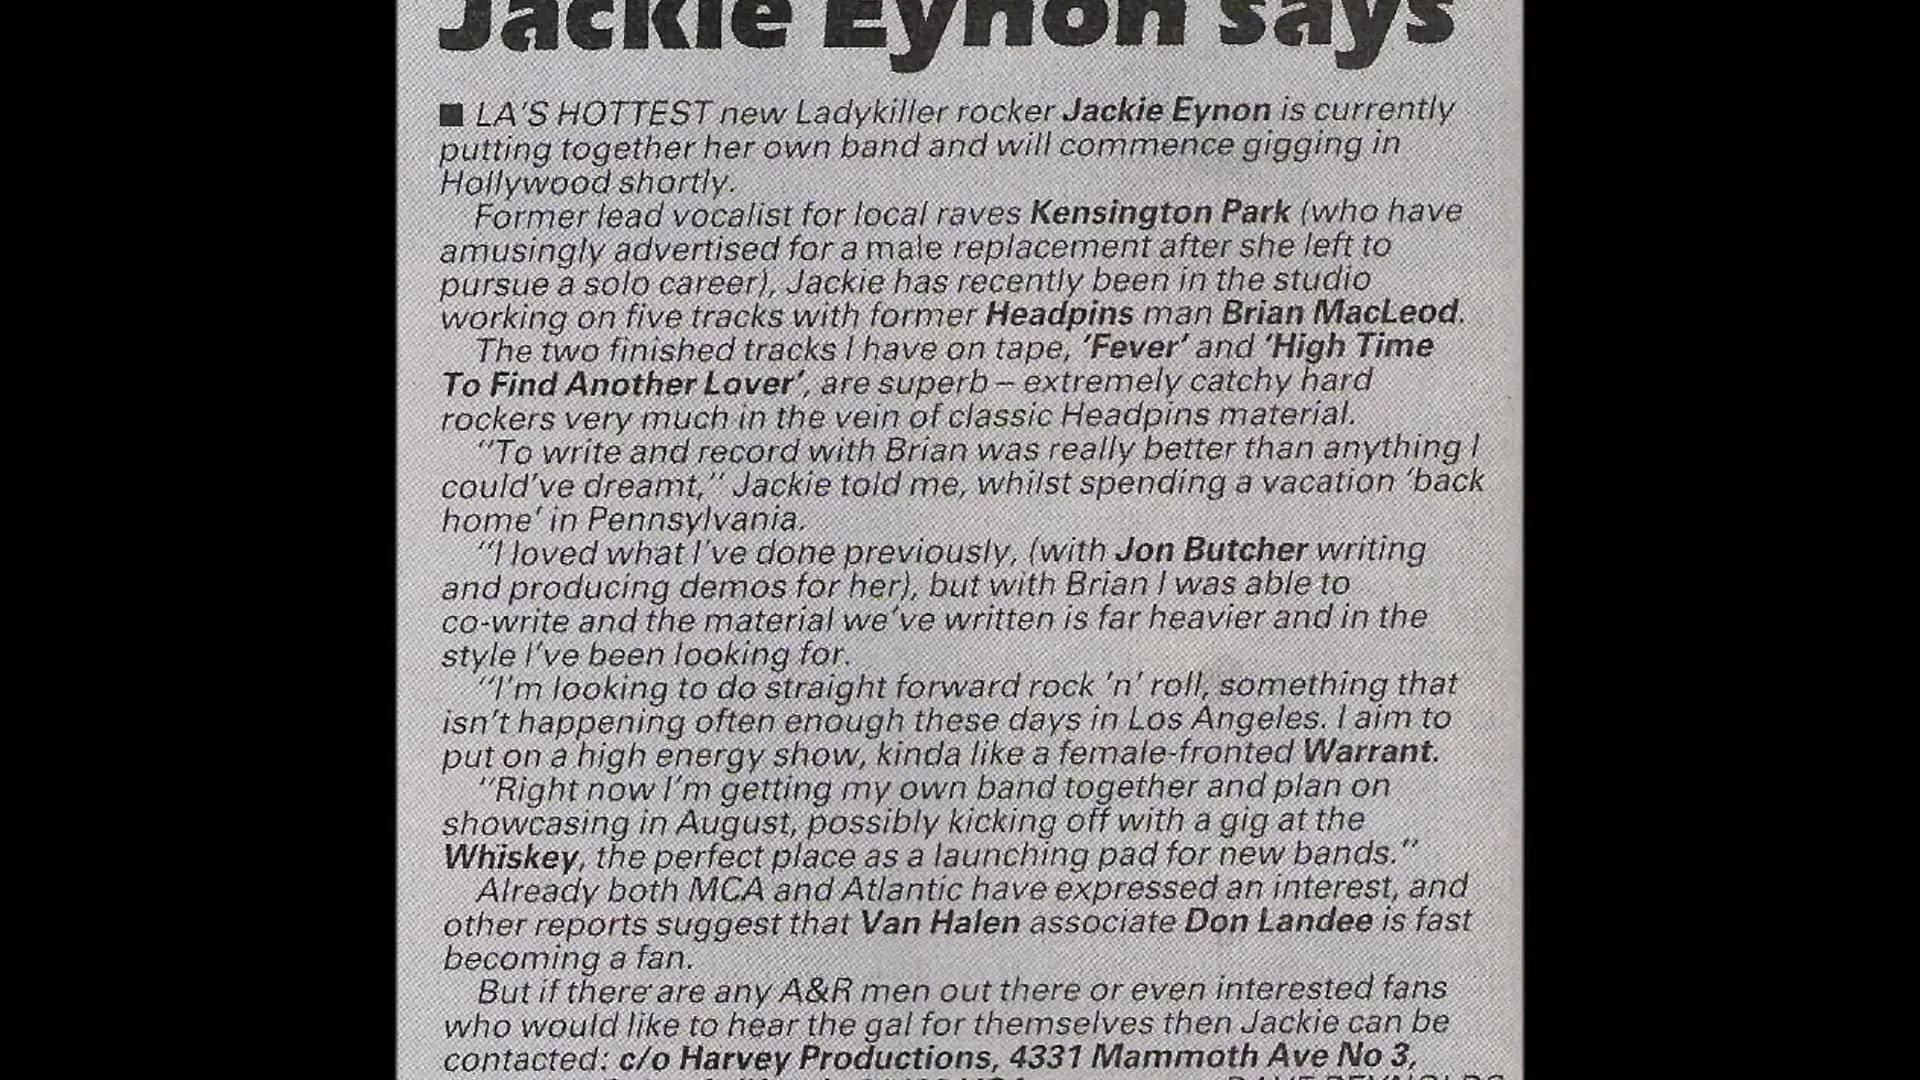 Jackie Eynon says
■ LA'S HOTTEST new Ladykiller rocker Jackie Eynon is currently
putting together her own band and will commence gigging in
Hollywood shortly.
Former lead vocalist for local raves Kensington Park (who have
amusingly advertised for a male replacement after she left to
pursue a solo career), Jackie has recently been in the studio
working on five tracks with former Headpins man Brian MacLeod.
The two finished tracks I have on tape, 'Fever' and 'High Time
To Find Another Lover', are superb – extremely catchy hard
rockers very much in the vein of classic Headpins material.
"To write and record with Brian was really better than anything I
could've dreamt," Jackie told me, whilst spending a vacation 'back
home' in Pennsylvania.
"I loved what I've done previously, (with Jon Butcher writing
and producing demos for her), but with Brian I was able to
co-write and the material we've written is far heavier and in the
style I've been looking for.
"I'm looking to do straight forward rock 'n' roll, something that
isn't happening often enough these days in Los Angeles. I aim to
put on a high energy show, kinda like a female-fronted Warrant.
"Right now I'm getting my own band together and plan on
showcasing in August, possibly kicking off with a gig at the
Whiskey, the perfect place as a launching pad for new bands."
Already both MCA and Atlantic have expressed an interest, and
other reports suggest that Van Halen associate Don Landee is fast
becoming a fan.
But if there are any A&R men out there or even interested fans
who would like to hear the gal for themselves then Jackie can be
contacted: c/o Harvey Productions, 4331 Mammoth Ave No 3,
DAVE REYNOLDS